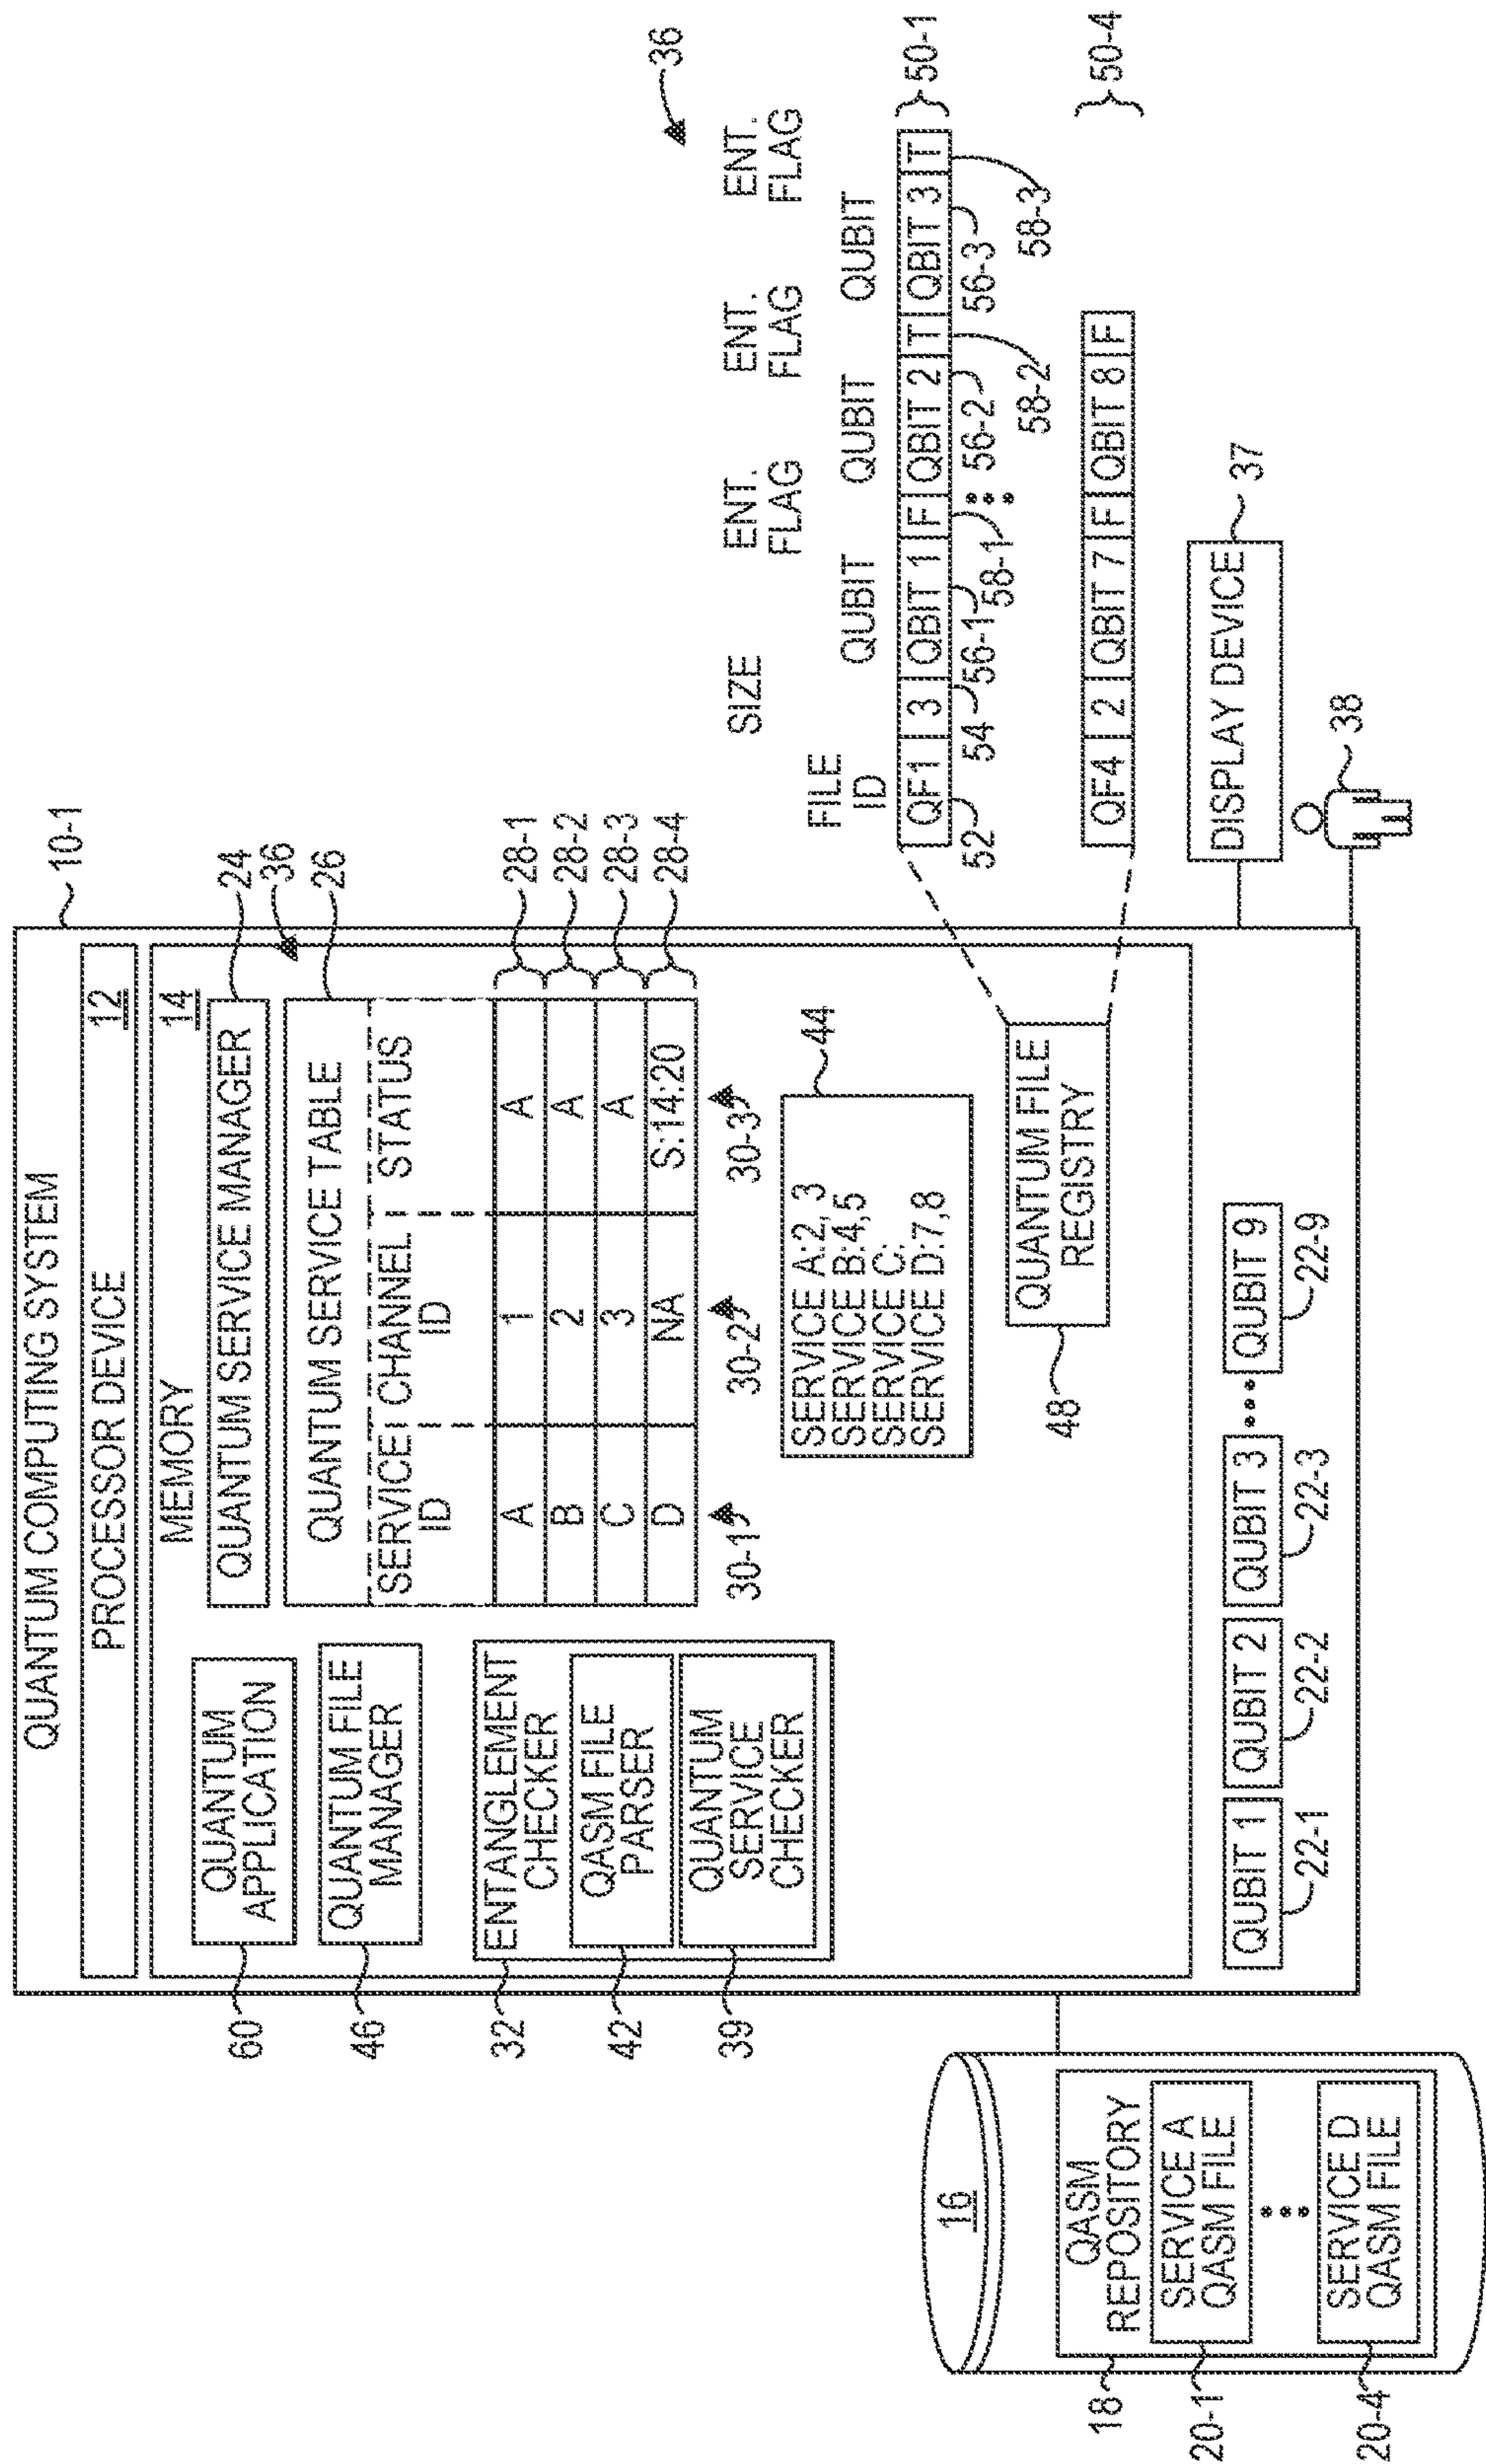 QUANTUM COMPUTING SYSTEM
10-1
PROCESSOR DEVICE
12
MEMORY
14
QUANTUM
APPLICATION
60
QUANTUM FILE
MANAGER
46
ENTANGLEMENT
CHECKER
32
QASM FILE
PARSER
42
QUANTUM
SERVICE
CHECKER
39
QUANTUM SERVICE MANAGER
24
36
QUANTUM SERVICE TABLE
26
SERVICE CHANNEL STATUS
ID ID
A 1 A
28-1
B 2 A
28-2
C 3 A
28-3
D NA S:14:20
28-4
30-1 30-2 30-3
SERVICE A:2, 3
SERVICE B:4,5
SERVICE C:
SERVICE D:7,8
44
QUANTUM FILE
REGISTRY
48
QUBIT 1 QUBIT 2 QUBIT 3 ••• QUBIT 9
22-1 22-2 22-3 22-9
16
QASM
REPOSITORY
18
SERVICE A
QASM FILE
20-1
SERVICE D
QASM FILE
20-4
36
SIZE ENT. ENT. ENT.
FLAG FLAG FLAG
FILE
ID QUBIT QUBIT QUBIT
QF1 3 QBIT 1 F QBIT 2 T QBIT 3 T
50-1
52 54 56-1 58-1 56-2 58-2 56-3 58-3
QF4 2 QBIT 7 F QBIT 8 F
50-4
DISPLAY DEVICE
37
38